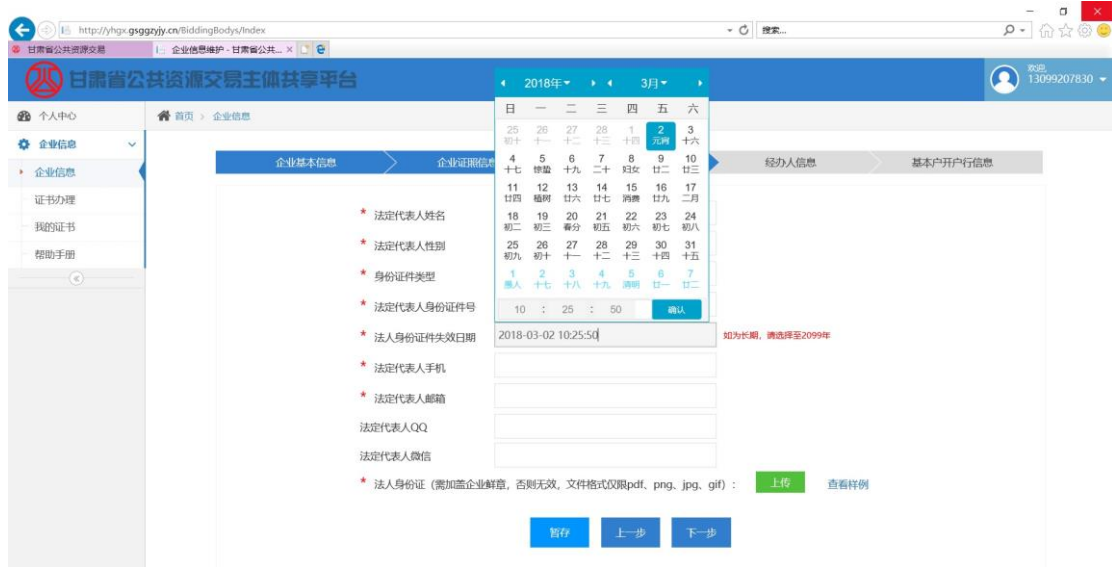 http://yhgx.gsggzyjy.cn/BiddingBodys/Index
搜索...
甘肃省公共资源交易
企业信息维护 - 甘肃省公共... ×
甘肃省公共资源交易主体共享平台
欢迎,
13099207830
个人中心
首页 > 企业信息
企业信息
企业信息
证书办理
我的证书
帮助手册
企业基本信息
企业证照信息
经办人信息
基本户开户行信息
2018年 3月
日 一 二 三 四 五 六
25 26 27 28 1 2 3
初十 十一 十二 十三 十四 元宵 十六
4 5 6 7 8 9 10
十七 惊蛰 十九 二十 妇女 廿二 廿三
11 12 13 14 15 16 17
廿四 植树 廿六 廿七 消费 廿九 二月
18 19 20 21 22 23 24
初二 初三 春分 初五 初六 初七 初八
25 26 27 28 29 30 31
初九 初十 十一 十二 十三 十四 十五
1 2 3 4 5 6 7
愚人 十七 十八 十九 清明 廿一 廿二
10 : 25 : 50 确认
* 法定代表人姓名
* 法定代表人性别
* 身份证件类型
* 法定代表人身份证件号
* 法人身份证件失效日期 2018-03-02 10:25:50 如为长期，请选择至2099年
* 法定代表人手机
* 法定代表人邮箱
法定代表人QQ
法定代表人微信
* 法人身份证（需加盖企业鲜章，否则无效，文件格式仅限pdf、png、jpg、gif）： 上传 查看样例
暂存 上一步 下一步